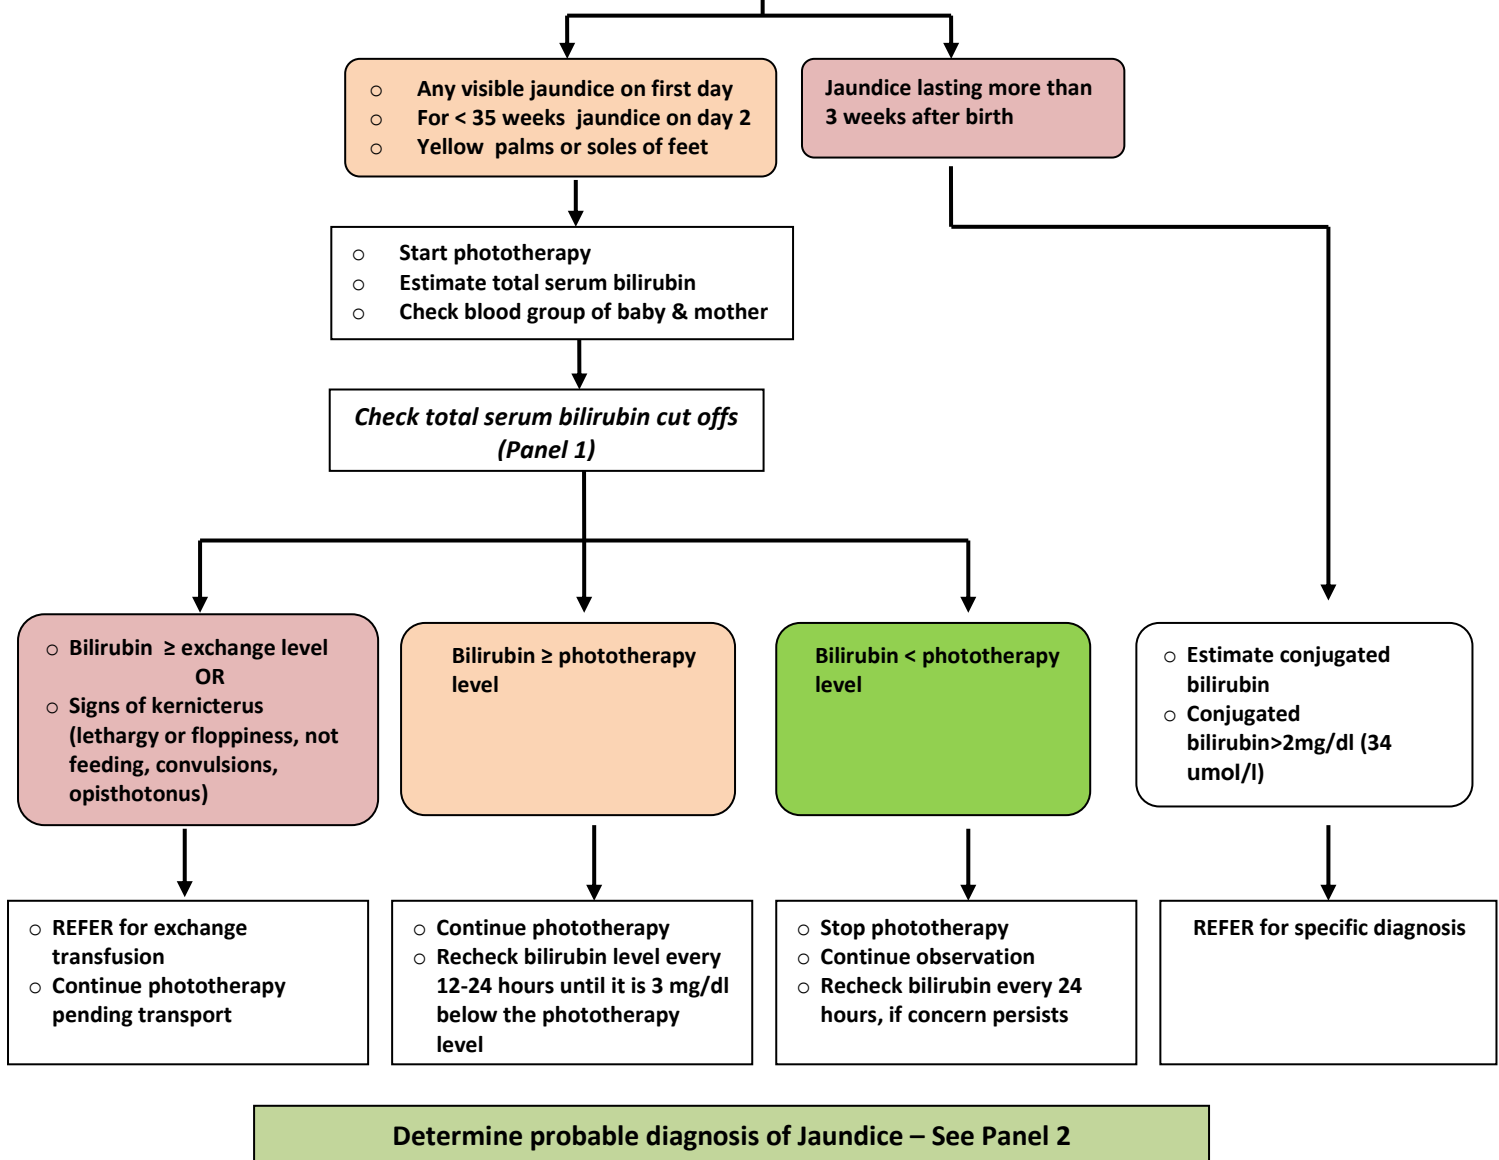 ○ Any visible jaundice on first day
○ For < 35 weeks jaundice on day 2
○ Yellow palms or soles of feet
Jaundice lasting more than
3 weeks after birth
○ Start phototherapy
○ Estimate total serum bilirubin
○ Check blood group of baby & mother
Check total serum bilirubin cut offs
(Panel 1)
○ Bilirubin ≥ exchange level
OR
○ Signs of kernicterus
(lethargy or floppiness, not
feeding, convulsions,
opisthotonus)
Bilirubin ≥ phototherapy
level
Bilirubin < phototherapy
level
○ Estimate conjugated
bilirubin
○ Conjugated
bilirubin>2mg/dl (34
umol/l)
○ REFER for exchange
transfusion
○ Continue phototherapy
pending transport
○ Continue phototherapy
○ Recheck bilirubin level every
12-24 hours until it is 3 mg/dl
below the phototherapy
level
○ Stop phototherapy
○ Continue observation
○ Recheck bilirubin every 24
hours, if concern persists
REFER for specific diagnosis
Determine probable diagnosis of Jaundice – See Panel 2